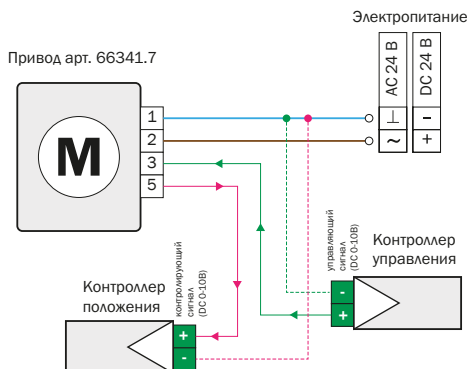 Электропитание
Привод арт. 66341.7
AC 24 В
DC 24 В
1
⊥
–
2
~
+
M
3
5
управляющий
сигнал
(DC 0-10В)
Контроллер
управления
контролирующий
сигнал
(DC 0-10В)
Контроллер
положения
-
+
+
-